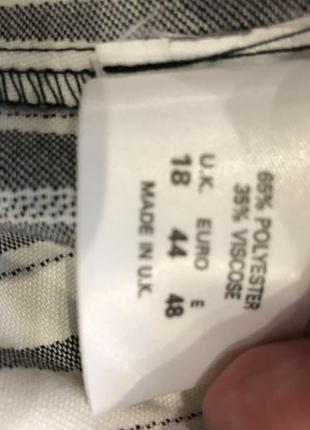 65% POLYESTER
35% VISCOSE
U.K. EURO E
18 44 48
MADE IN U.K.